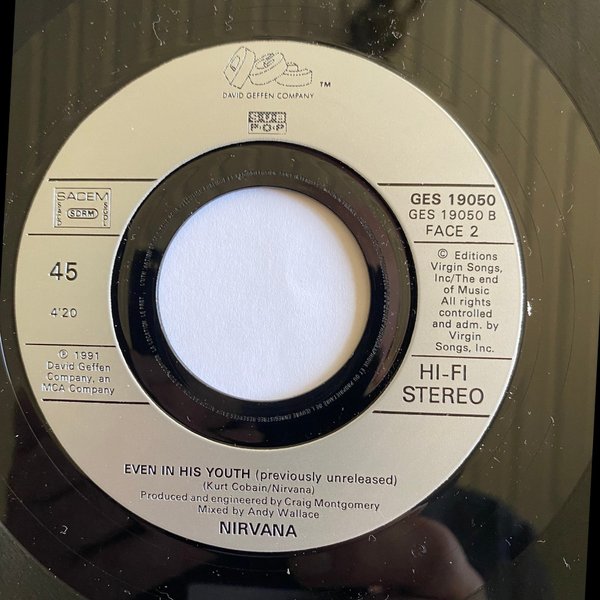 DAVID GEFFEN COMPANY
TM
SUB
P•O•P
SACEM
SDRM
SACD
GES 19050
GES 19050 B
FACE 2
45
4'20
© Editions
Virgin Songs,
Inc/The end
of Music
All rights
controlled
and adm. by
Virgin
Songs, Inc.
℗ 1991
David Geffen
Company, an
MCA Company
HI-FI
STEREO
EVEN IN HIS YOUTH (previously unreleased)
(Kurt Cobain/Nirvana)
Produced and engineered by Craig Montgomery
Mixed by Andy Wallace
NIRVANA